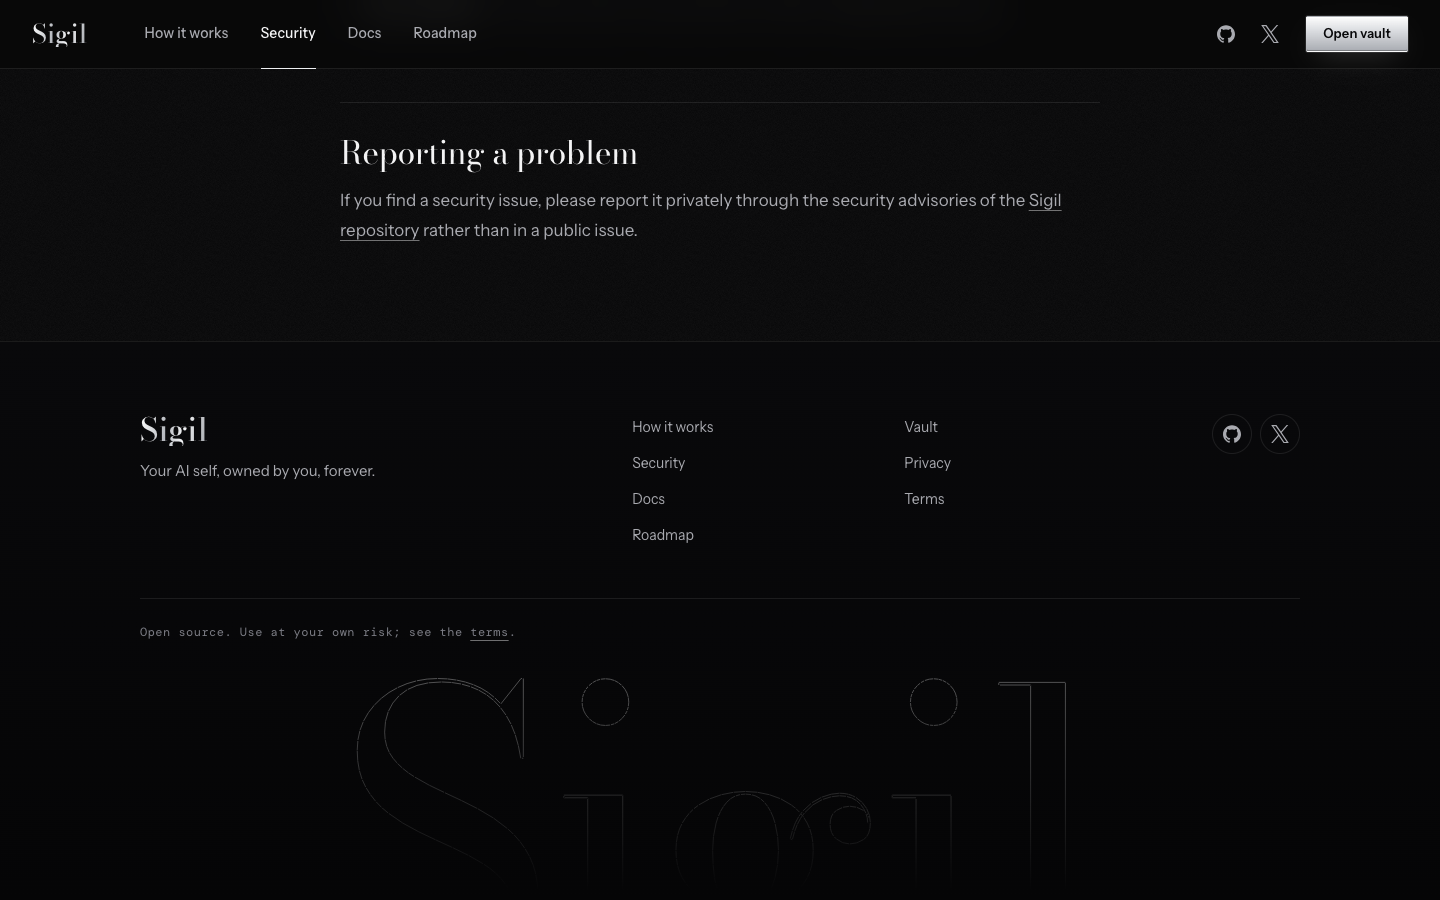 Sigil How it works Security Docs Roadmap Open vault
Reporting a problem
If you find a security issue, please report it privately through the security advisories of the Sigil
repository rather than in a public issue.
Sigil
Your AI self, owned by you, forever.
How it works
Security
Docs
Roadmap
Vault
Privacy
Terms
Open source. Use at your own risk; see the terms.
Sigil